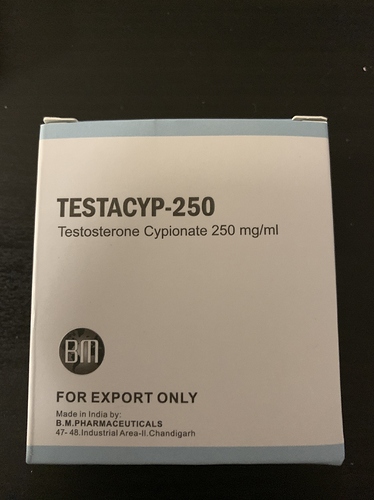 TESTACYP-250
Testosterone Cypionate 250 mg/ml
BM
FOR EXPORT ONLY
Made in India by:
B.M.PHARMACEUTICALS
47- 48.Industrial Area-II.Chandigarh